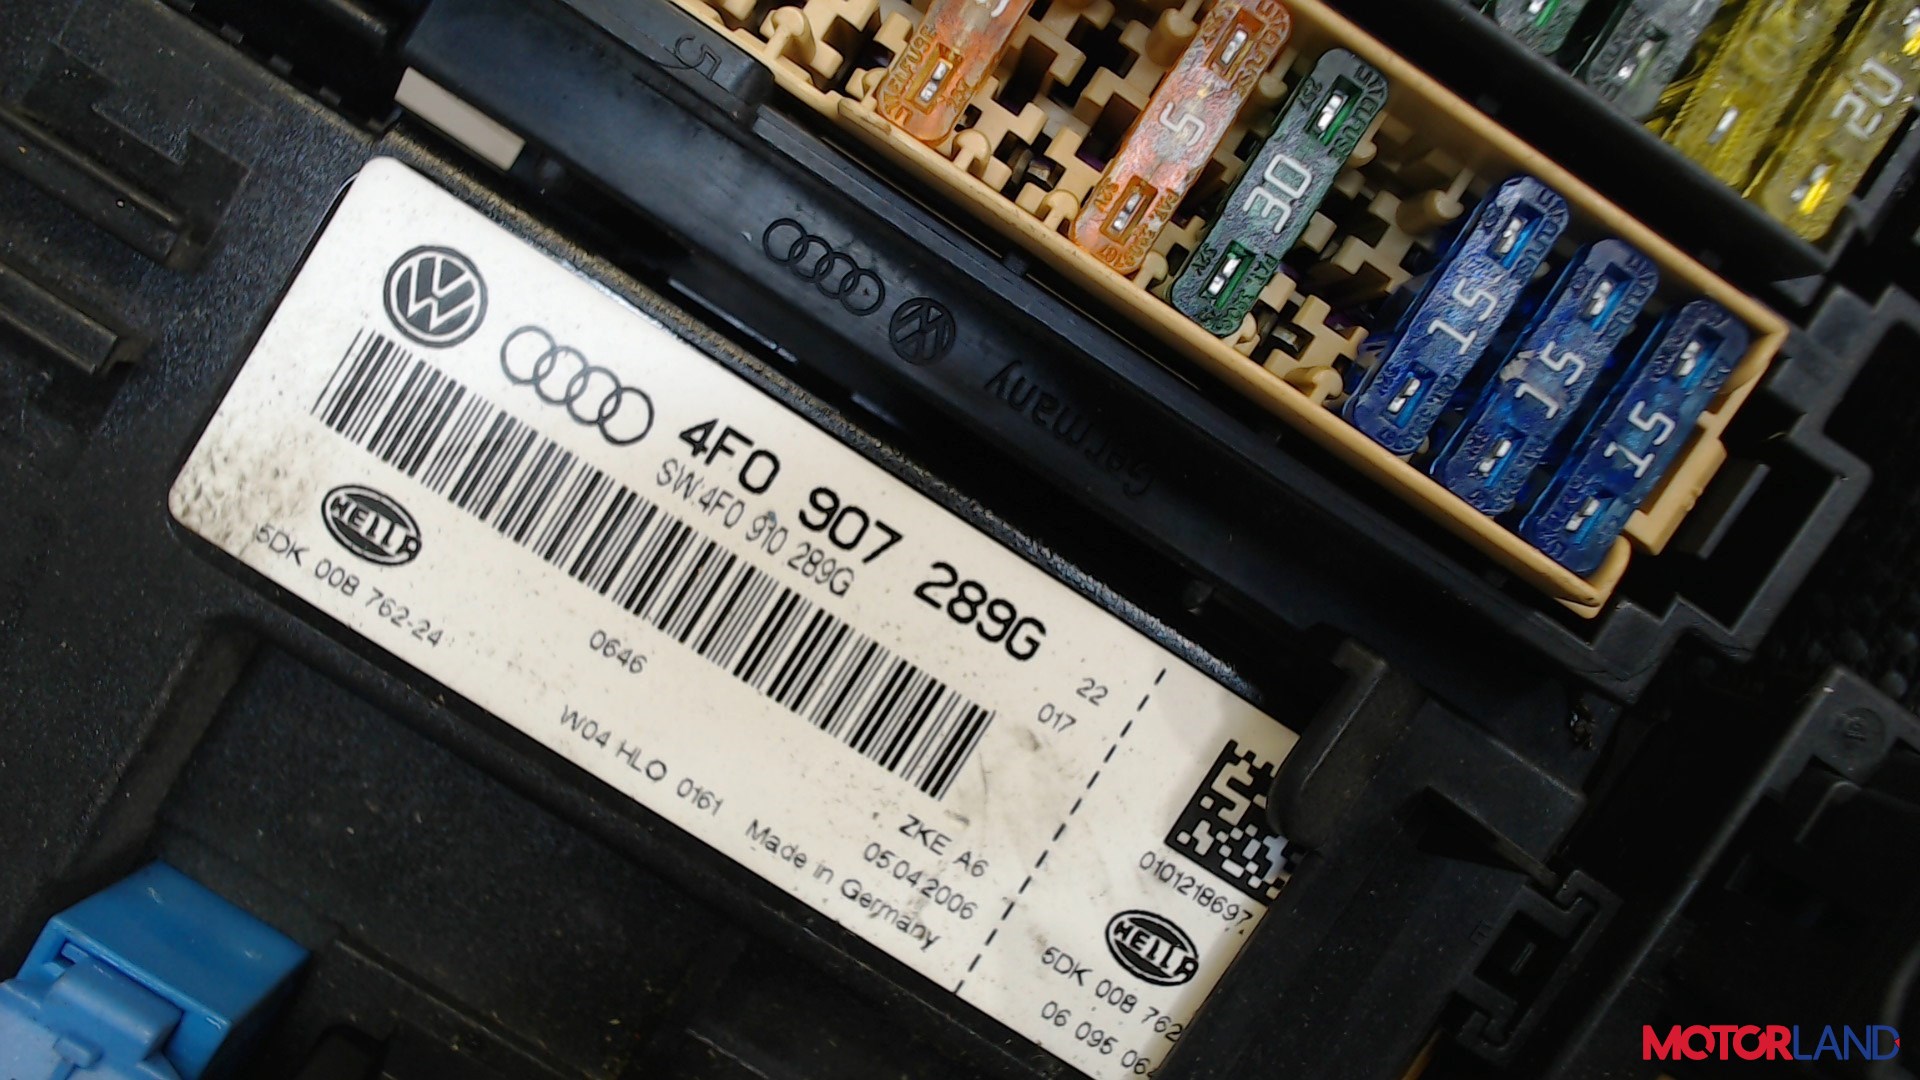 5
5
30
15
15
15
20
Germany
4F0 907 289G
SW:4F0 910 289G
HELLA
5DK 008 762-24
0646
22
017
W04 HLO 0161
ZKE A6
05.04.2006
Made in Germany
0101218697
HELLA
5DK 008 762
06 095 06
MOTORLAND